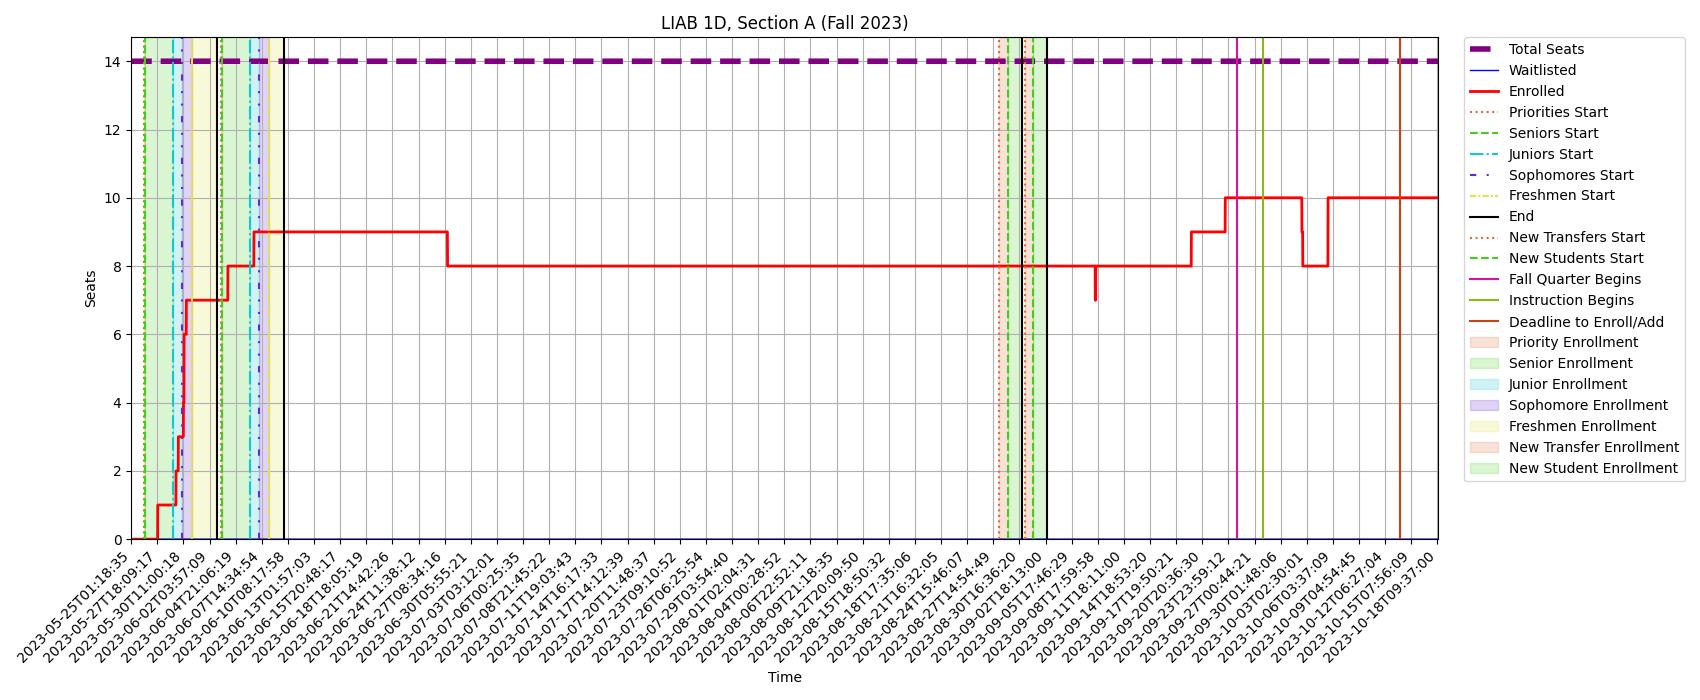 LIAB 1D, Section A (Fall 2023)
Seats
14
12
10
8
6
4
2
0
2023-05-25T01:18:35
2023-05-27T18:09:17
2023-05-30T11:00:18
2023-06-02T03:57:09
2023-06-04T21:06:19
2023-06-07T14:34:54
2023-06-10T08:17:58
2023-06-13T01:57:03
2023-06-15T20:48:17
2023-06-18T18:05:19
2023-06-21T14:42:26
2023-06-24T11:38:12
2023-06-27T08:34:16
2023-06-30T05:55:21
2023-07-03T03:12:01
2023-07-06T00:25:35
2023-07-08T21:45:22
2023-07-11T19:03:43
2023-07-14T16:17:33
2023-07-17T14:12:39
2023-07-20T11:48:37
2023-07-23T09:10:52
2023-07-26T06:25:54
2023-07-29T03:54:40
2023-08-01T02:04:31
2023-08-04T00:28:52
2023-08-06T22:52:11
2023-08-09T21:18:35
2023-08-12T20:09:50
2023-08-15T18:50:32
2023-08-18T17:35:06
2023-08-21T16:32:05
2023-08-24T15:46:07
2023-08-27T14:54:49
2023-08-30T16:36:20
2023-09-02T18:13:00
2023-09-05T17:46:29
2023-09-08T17:59:58
2023-09-11T18:11:00
2023-09-14T18:53:20
2023-09-17T19:50:21
2023-09-20T20:36:30
2023-09-23T23:59:12
2023-09-27T00:44:21
2023-09-30T01:48:06
2023-10-03T02:30:01
2023-10-06T03:37:09
2023-10-09T04:54:45
2023-10-12T06:27:04
2023-10-15T07:56:09
2023-10-18T09:37:00
Time
Total Seats
Waitlisted
Enrolled
Priorities Start
Seniors Start
Juniors Start
Sophomores Start
Freshmen Start
End
New Transfers Start
New Students Start
Fall Quarter Begins
Instruction Begins
Deadline to Enroll/Add
Priority Enrollment
Senior Enrollment
Junior Enrollment
Sophomore Enrollment
Freshmen Enrollment
New Transfer Enrollment
New Student Enrollment